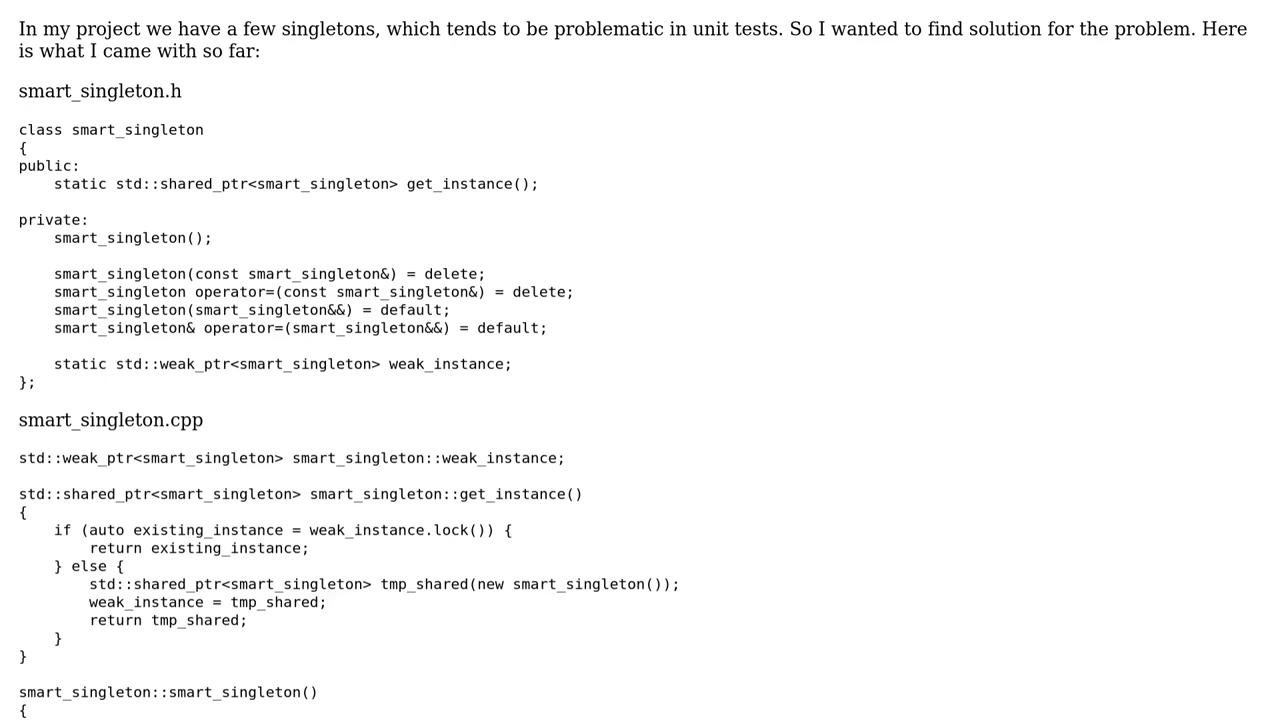 In my project we have a few singletons, which tends to be problematic in unit tests. So I wanted to find solution for the problem. Here
is what I came with so far:
smart_singleton.h
class smart_singleton
{
public:
    static std::shared_ptr<smart_singleton> get_instance();
private:
    smart_singleton();
    smart_singleton(const smart_singleton&) = delete;
    smart_singleton operator=(const smart_singleton&) = delete;
    smart_singleton(smart_singleton&&) = default;
    smart_singleton& operator=(smart_singleton&&) = default;
    static std::weak_ptr<smart_singleton> weak_instance;
};
smart_singleton.cpp
std::weak_ptr<smart_singleton> smart_singleton::weak_instance;
std::shared_ptr<smart_singleton> smart_singleton::get_instance()
{
    if (auto existing_instance = weak_instance.lock()) {
        return existing_instance;
    } else {
        std::shared_ptr<smart_singleton> tmp_shared(new smart_singleton());
        weak_instance = tmp_shared;
        return tmp_shared;
    }
}
smart_singleton::smart_singleton()
{